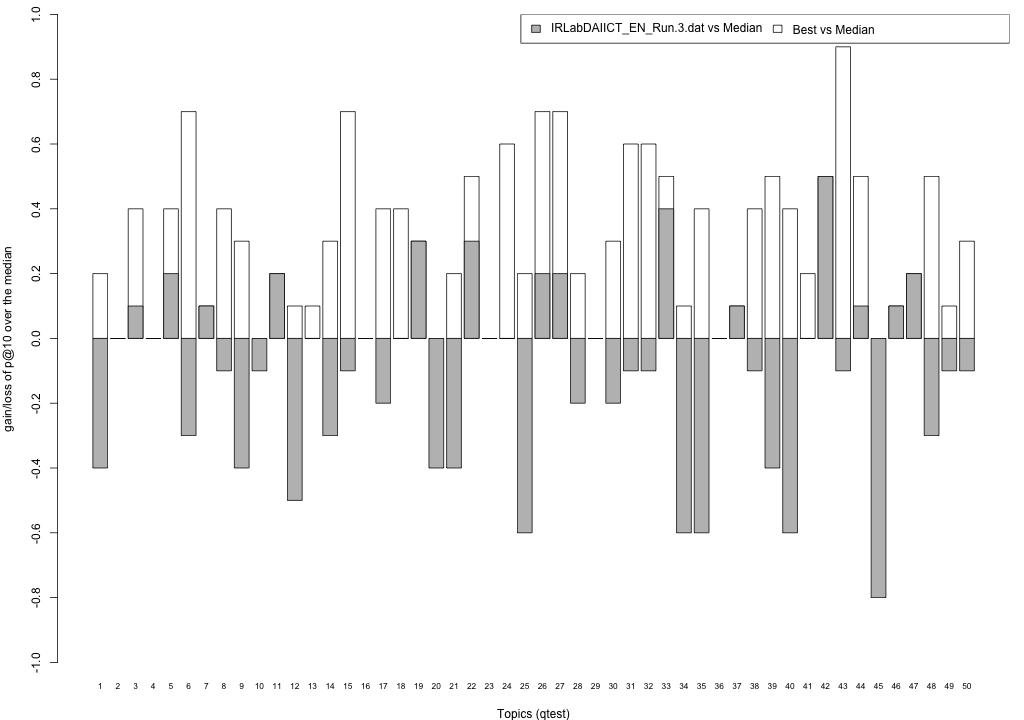 IRLabDAIICT_EN_Run.3.dat vs Median Best vs Median
gain/loss of p@10 over the median
1.0
0.8
0.6
0.4
0.2
0.0
-0.2
-0.4
-0.6
-0.8
-1.0
1 2 3 4 5 6 7 8 9 10 11 12 13 14 15 16 17 18 19 20 21 22 23 24 25 26 27 28 29 30 31 32 33 34 35 36 37 38 39 40 41 42 43 44 45 46 47 48 49 50
Topics (qtest)